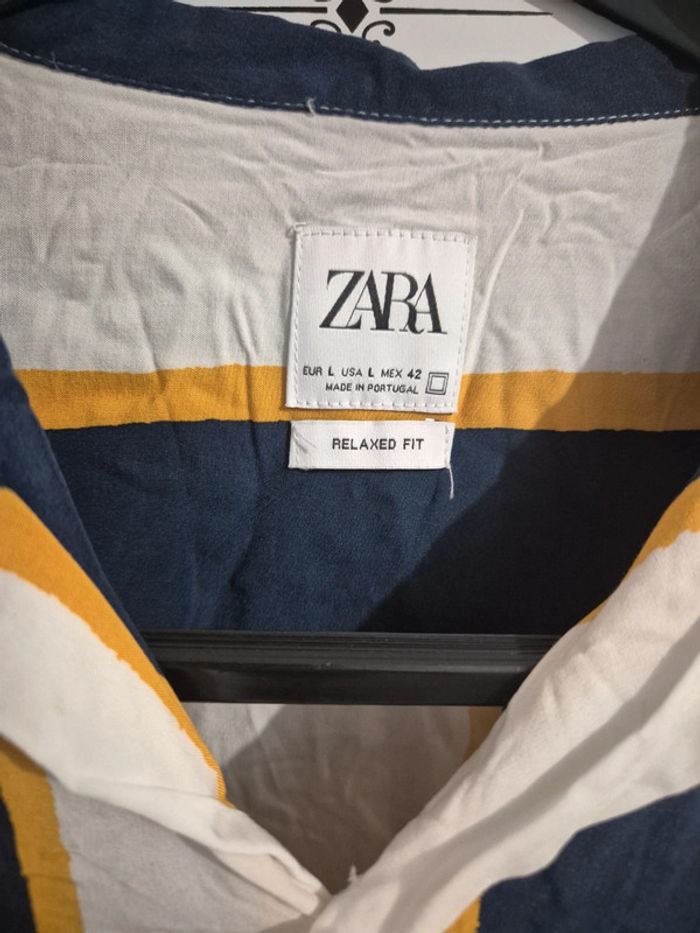 ZARA
EUR L USA L MEX 42
MADE IN PORTUGAL
RELAXED FIT